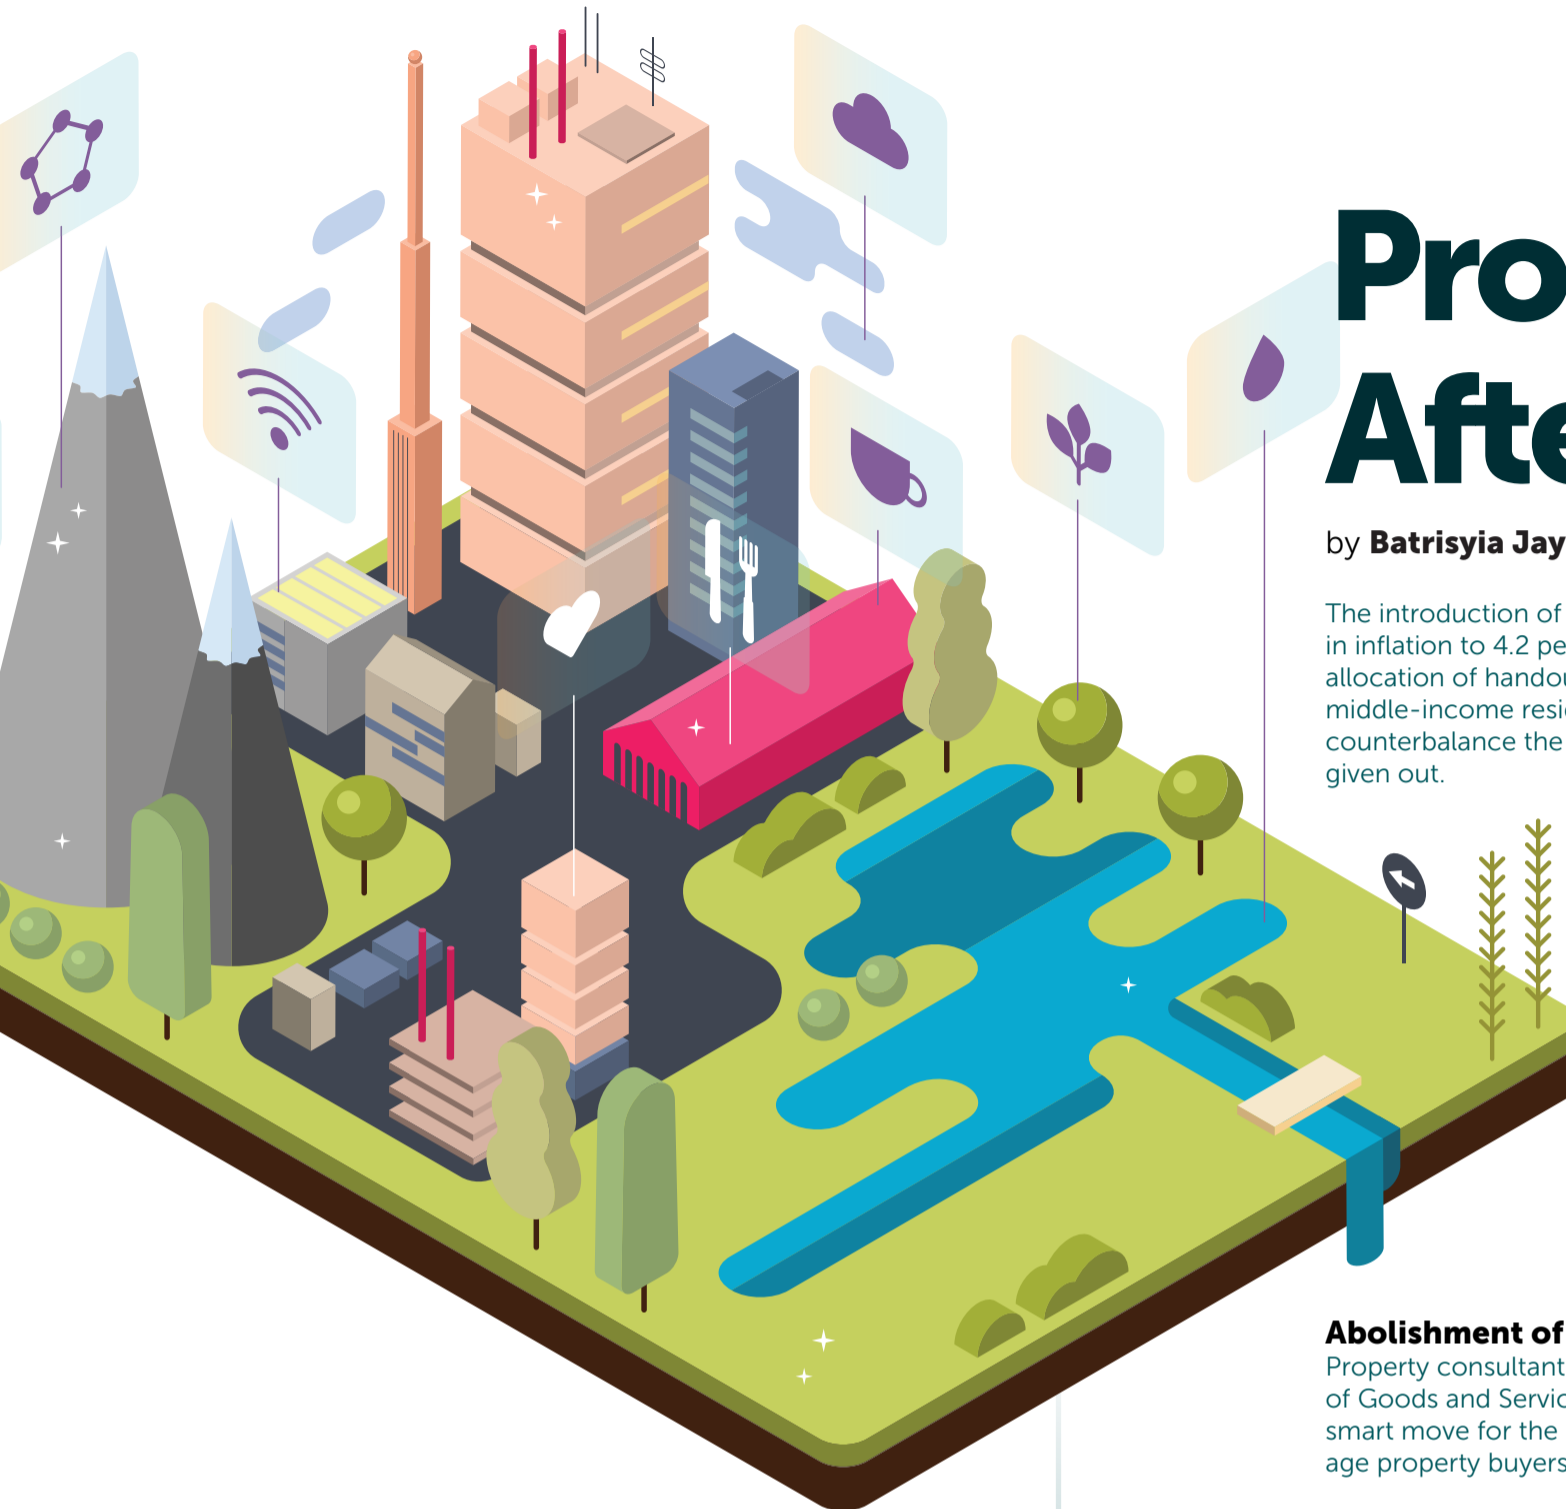 Pro
Afte
by Batrisyia Jay
The introduction of
in inflation to 4.2 pe
allocation of handou
middle-income resi
counterbalance the
given out.
Abolishment of
Property consultant
of Goods and Servic
smart move for the
age property buyers